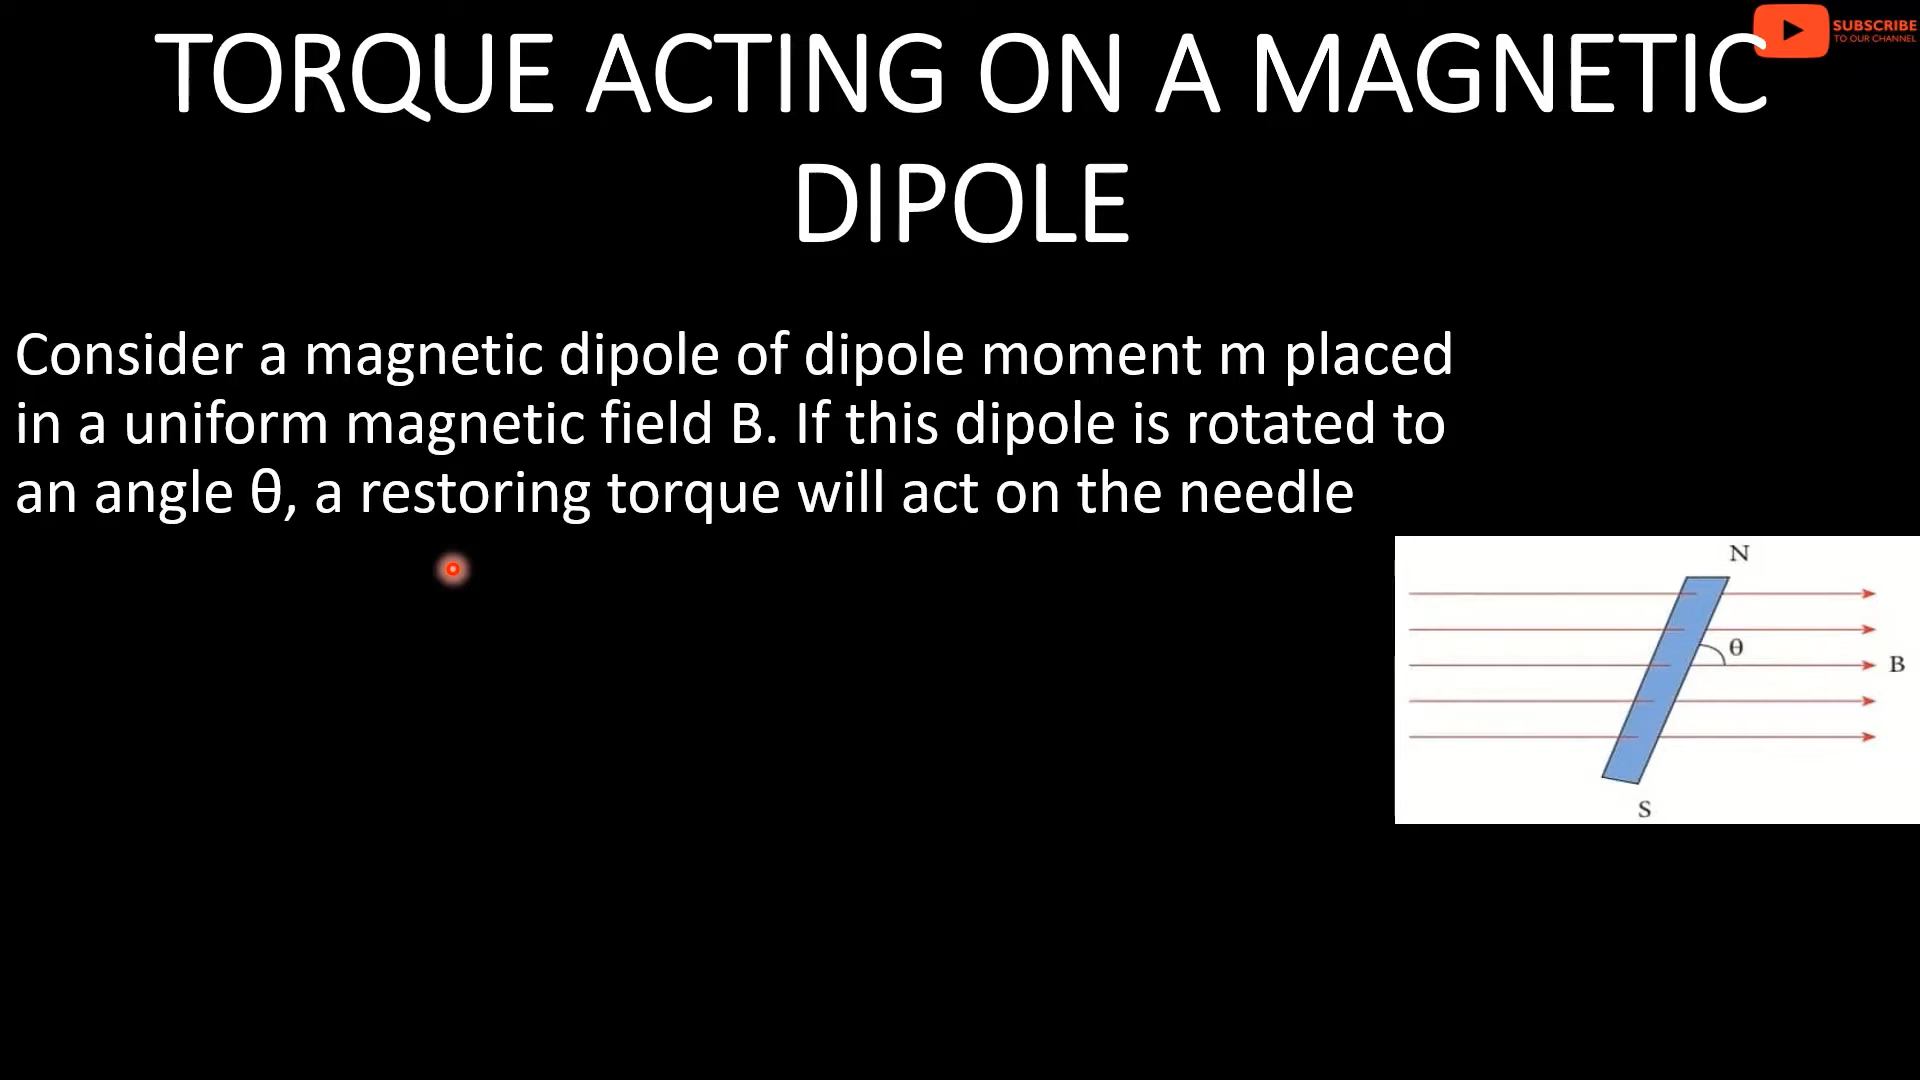 TORQUE ACTING ON A MAGNETIC
DIPOLE
SUBSCRIBE
TO OUR CHANNEL
Consider a magnetic dipole of dipole moment m placed
in a uniform magnetic field B. If this dipole is rotated to
an angle θ, a restoring torque will act on the needle
N
θ
B
S